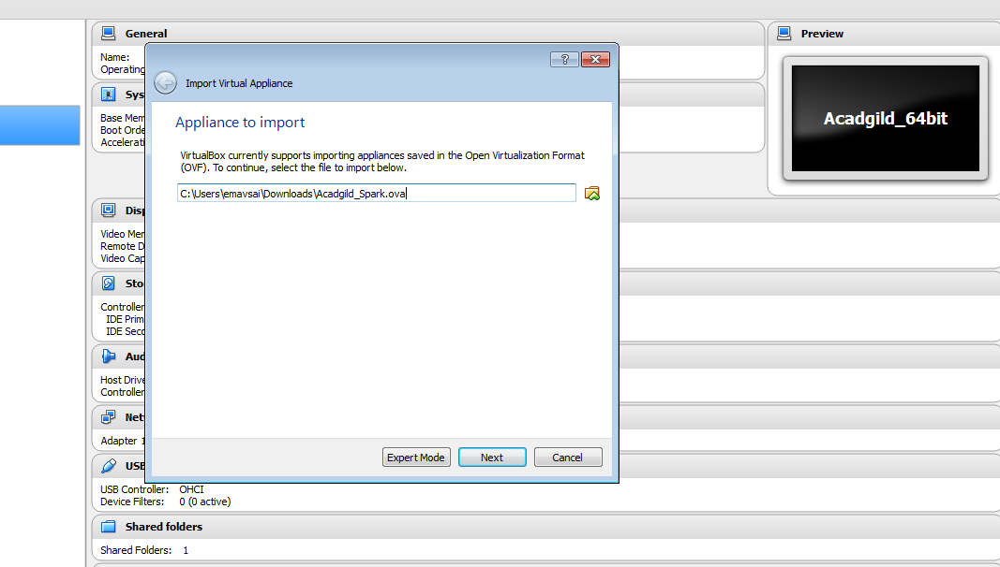 General
Preview
Name:
Operating
Import Virtual Appliance
Sys
Appliance to import
Acadgild_64bit
Base Mem
Boot Orde
Accelerati
VirtualBox currently supports importing appliances saved in the Open Virtualization Format
(OVF). To continue, select the file to import below.
C:\Users\emavsai\Downloads\Acadgild_Spark.ova
Disp
Video Mem
Remote D
Video Cap
Sto
Controller
IDE Prim
IDE Seco
Aud
Host Drive
Controller
Net
Adapter 1
Expert Mode
Next
Cancel
USB
USB Controller: OHCI
Device Filters: 0 (0 active)
Shared folders
Shared Folders: 1